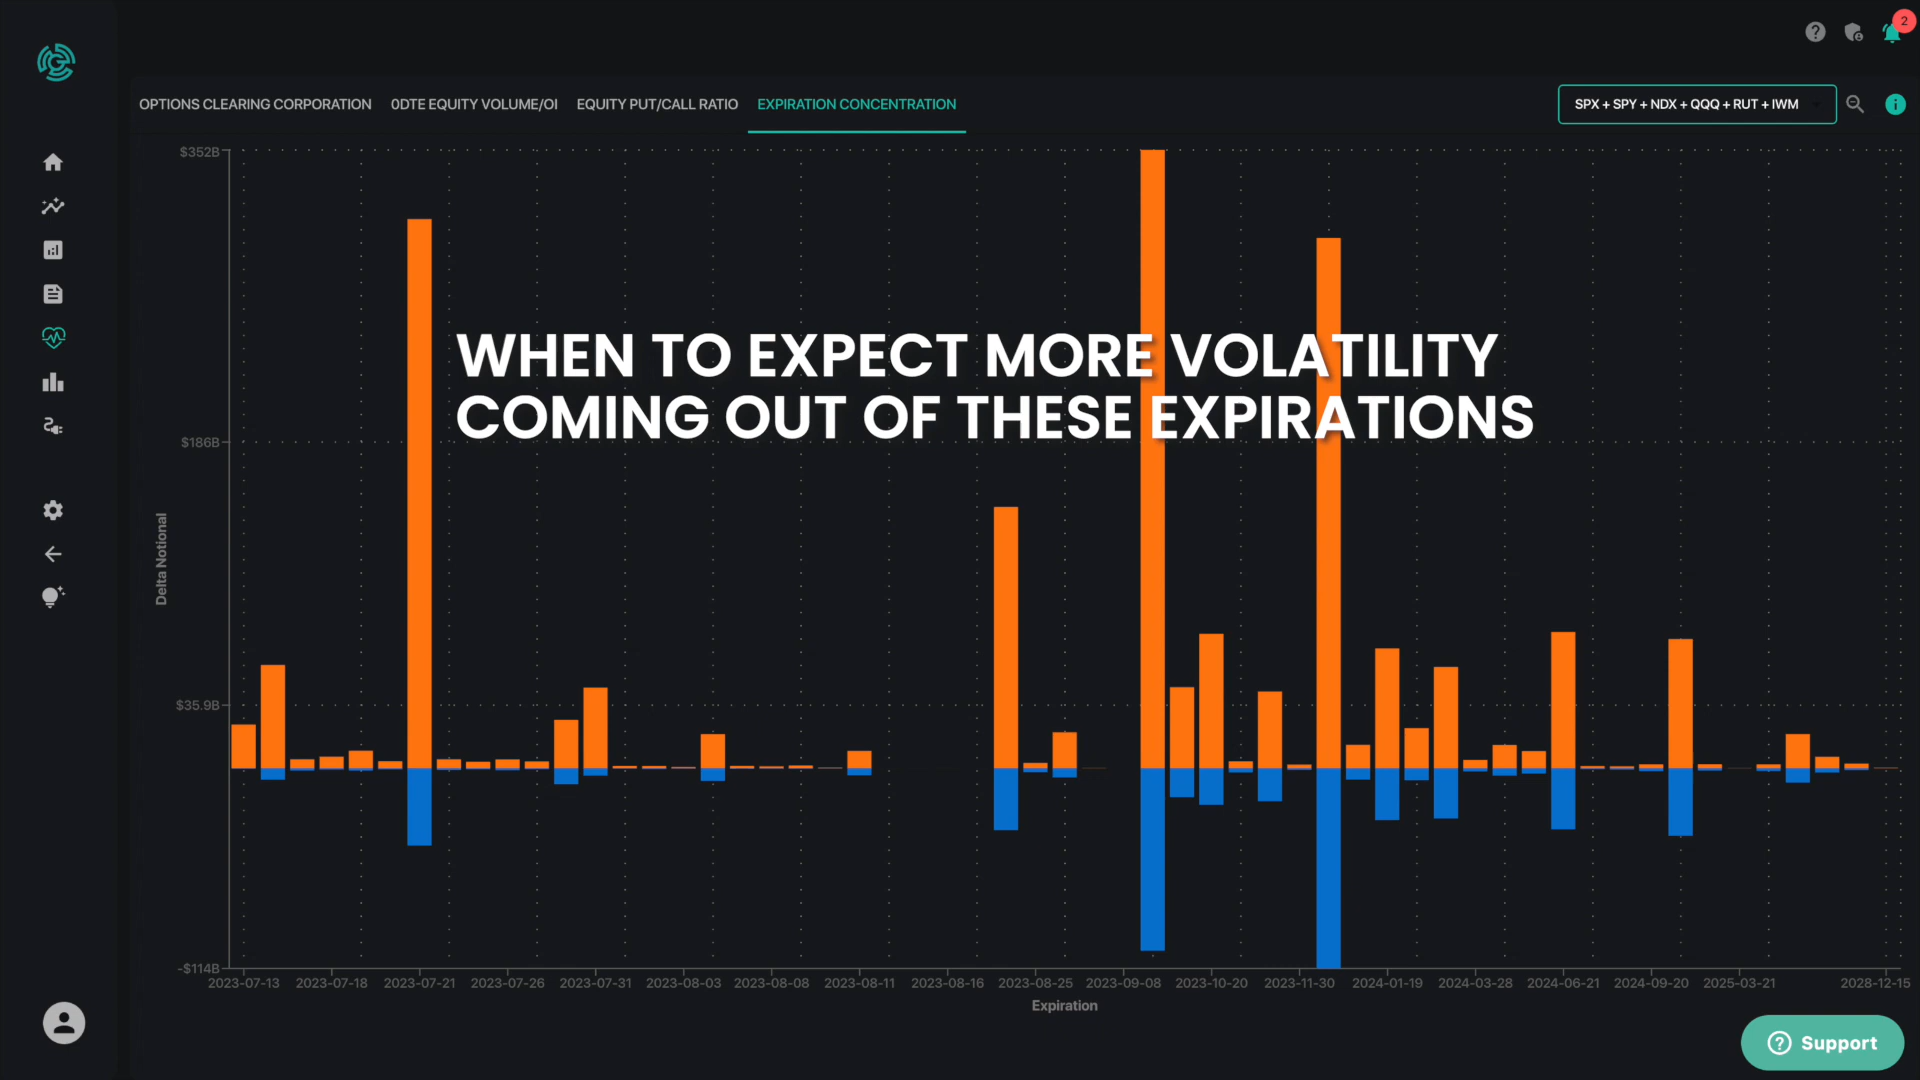 2
OPTIONS CLEARING CORPORATION
0DTE EQUITY VOLUME/OI
EQUITY PUT/CALL RATIO
EXPIRATION CONCENTRATION
SPX + SPY + NDX + QQQ + RUT + IWM
$352B
WHEN TO EXPECT MORE VOLATILITY
COMING OUT OF THESE EXPIRATIONS
$186B
Delta Notional
$35.9B
-$114B
2023-07-13
2023-07-18
2023-07-21
2023-07-26
2023-07-31
2023-08-03
2023-08-08
2023-08-11
2023-08-16
2023-08-25
2023-09-08
2023-10-20
2023-11-30
2024-01-19
2024-03-28
2024-06-21
2024-09-20
2025-03-21
2028-12-15
Expiration
Support